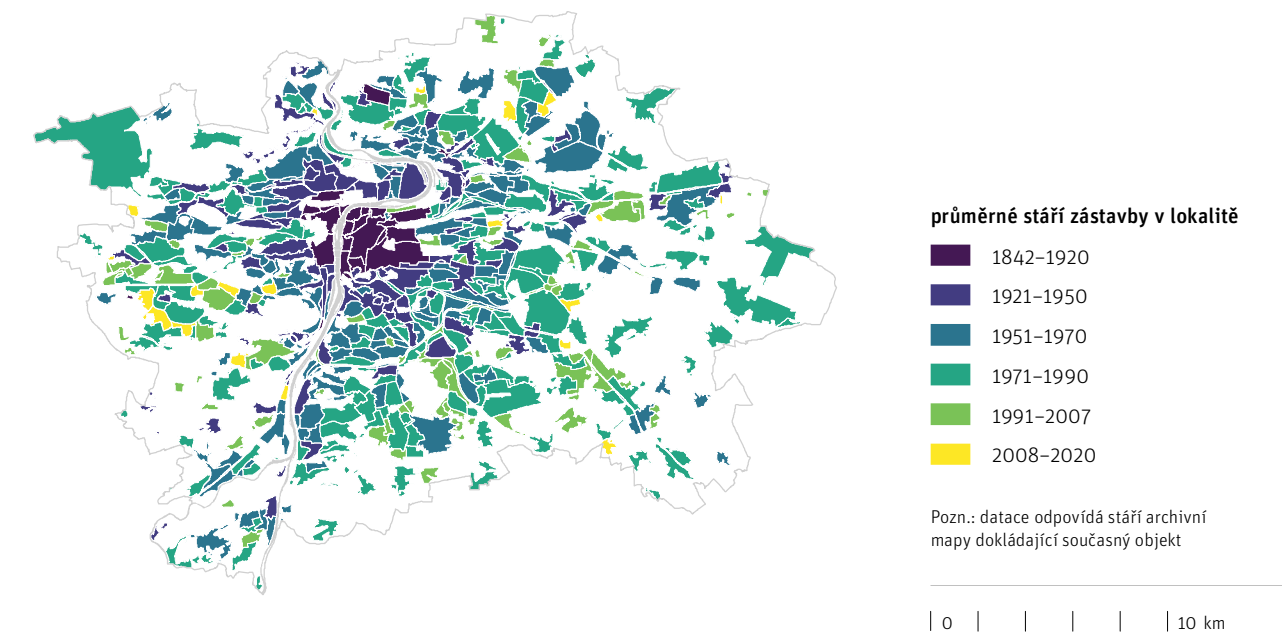 průměrné stáří zástavby v lokalitě
1842–1920
1921–1950
1951–1970
1971–1990
1991–2007
2008–2020
Pozn.: datace odpovídá stáří archivní
mapy dokládající současný objekt
0 10 km